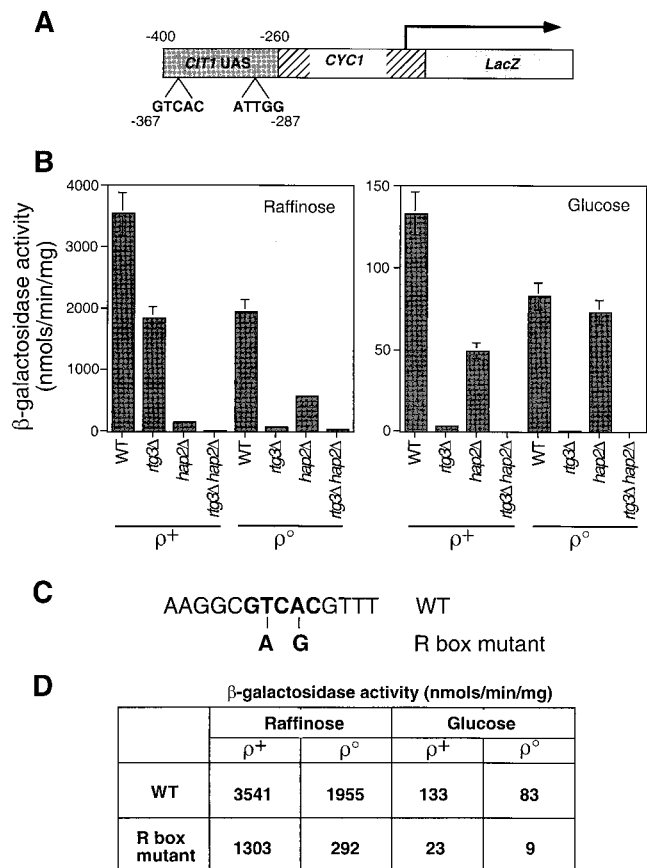 A
-400 -260
CIT1 UAS CYC1 LacZ
GTCAC ATTGG
-367 -287
B
β-galactosidase activity
(nmols/min/mg)
4000
3000
2000
1000
0
Raffinose
WT
rtg3Δ
hap2Δ
rtg3Δ hap2Δ
WT
rtg3Δ
hap2Δ
rtg3Δ hap2Δ
ρ+ ρ°
150
100
50
0
Glucose
WT
rtg3Δ
hap2Δ
rtg3Δ hap2Δ
WT
rtg3Δ
hap2Δ
rtg3Δ hap2Δ
ρ+ ρ°
C
AAGGCGTCACGTTT WT
A G R box mutant
D
β-galactosidase activity (nmols/min/mg)
Raffinose Glucose
ρ+ ρ° ρ+ ρ°
WT 3541 1955 133 83
R box
mutant 1303 292 23 9